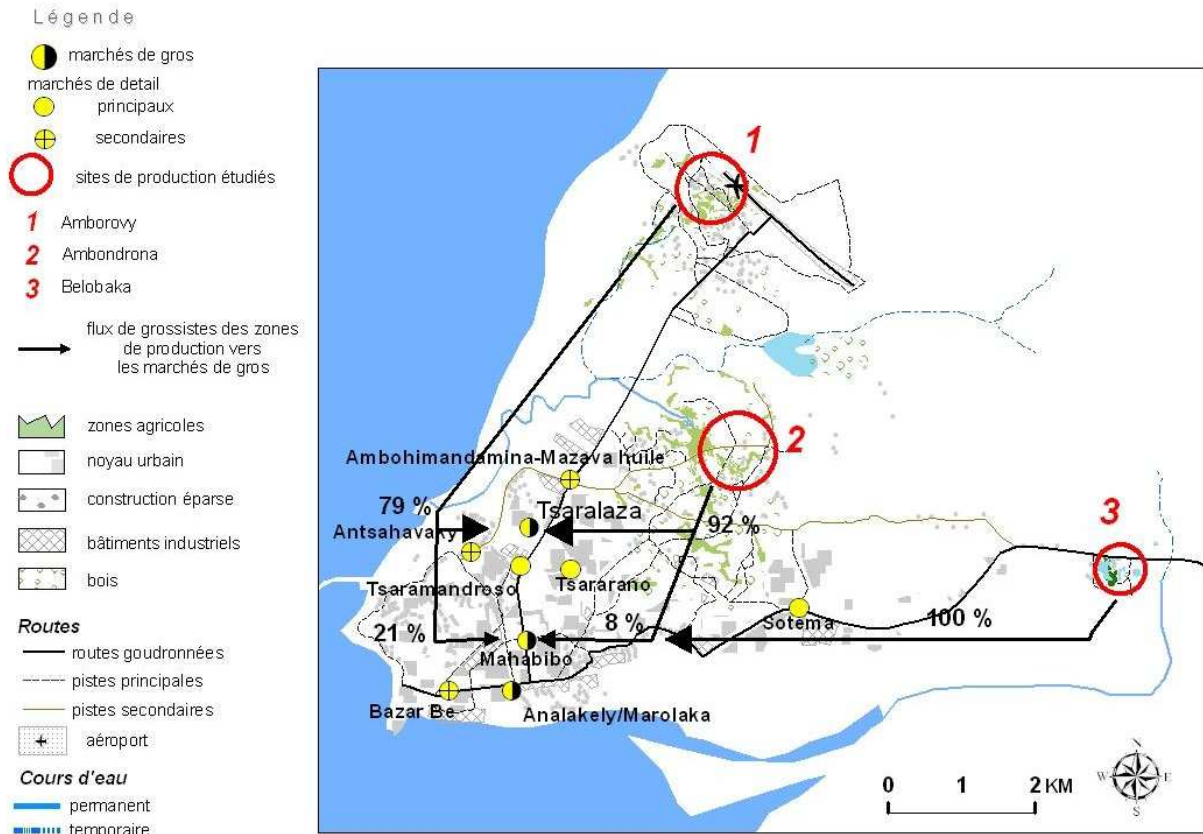 Légende
marchés de gros
marchés de detail
principaux
secondaires
sites de production étudiés
1 Amborovy
2 Ambondrona
3 Belobaka
flux de grossistes des zones
de production vers
les marchés de gros
zones agricoles
noyau urbain
construction éparse
bâtiments industriels
bois
Routes
routes goudronnées
pistes principales
pistes secondaires
aéroport
Cours d'eau
permanent
temporaire
1
2
Ambohimandamina-Mazava huile
79 %
Tsaralaza
92 %
Antsahavaky
3
Tsaramandroso
Tsararano
21 %
8 %
Sotema
100 %
Mahabibo
Bazar Be
Analakely/Marolaka
0 1 2 KM
N
W E
S